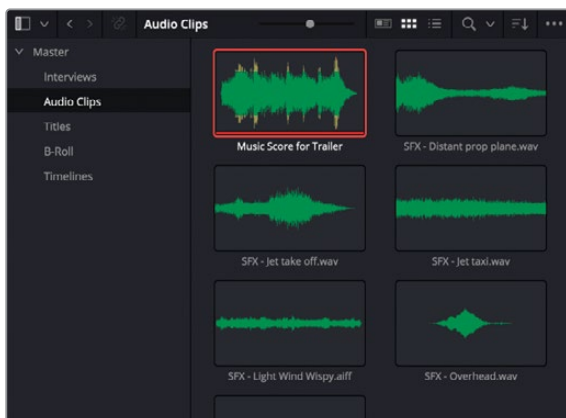 Audio Clips
Master
Interviews
Audio Clips
Titles
B-Roll
Timelines
Music Score for Trailer
SFX - Distant prop plane.wav
SFX - Jet take off.wav
SFX - Jet taxi.wav
SFX - Light Wind Wispy.aiff
SFX - Overhead.wav